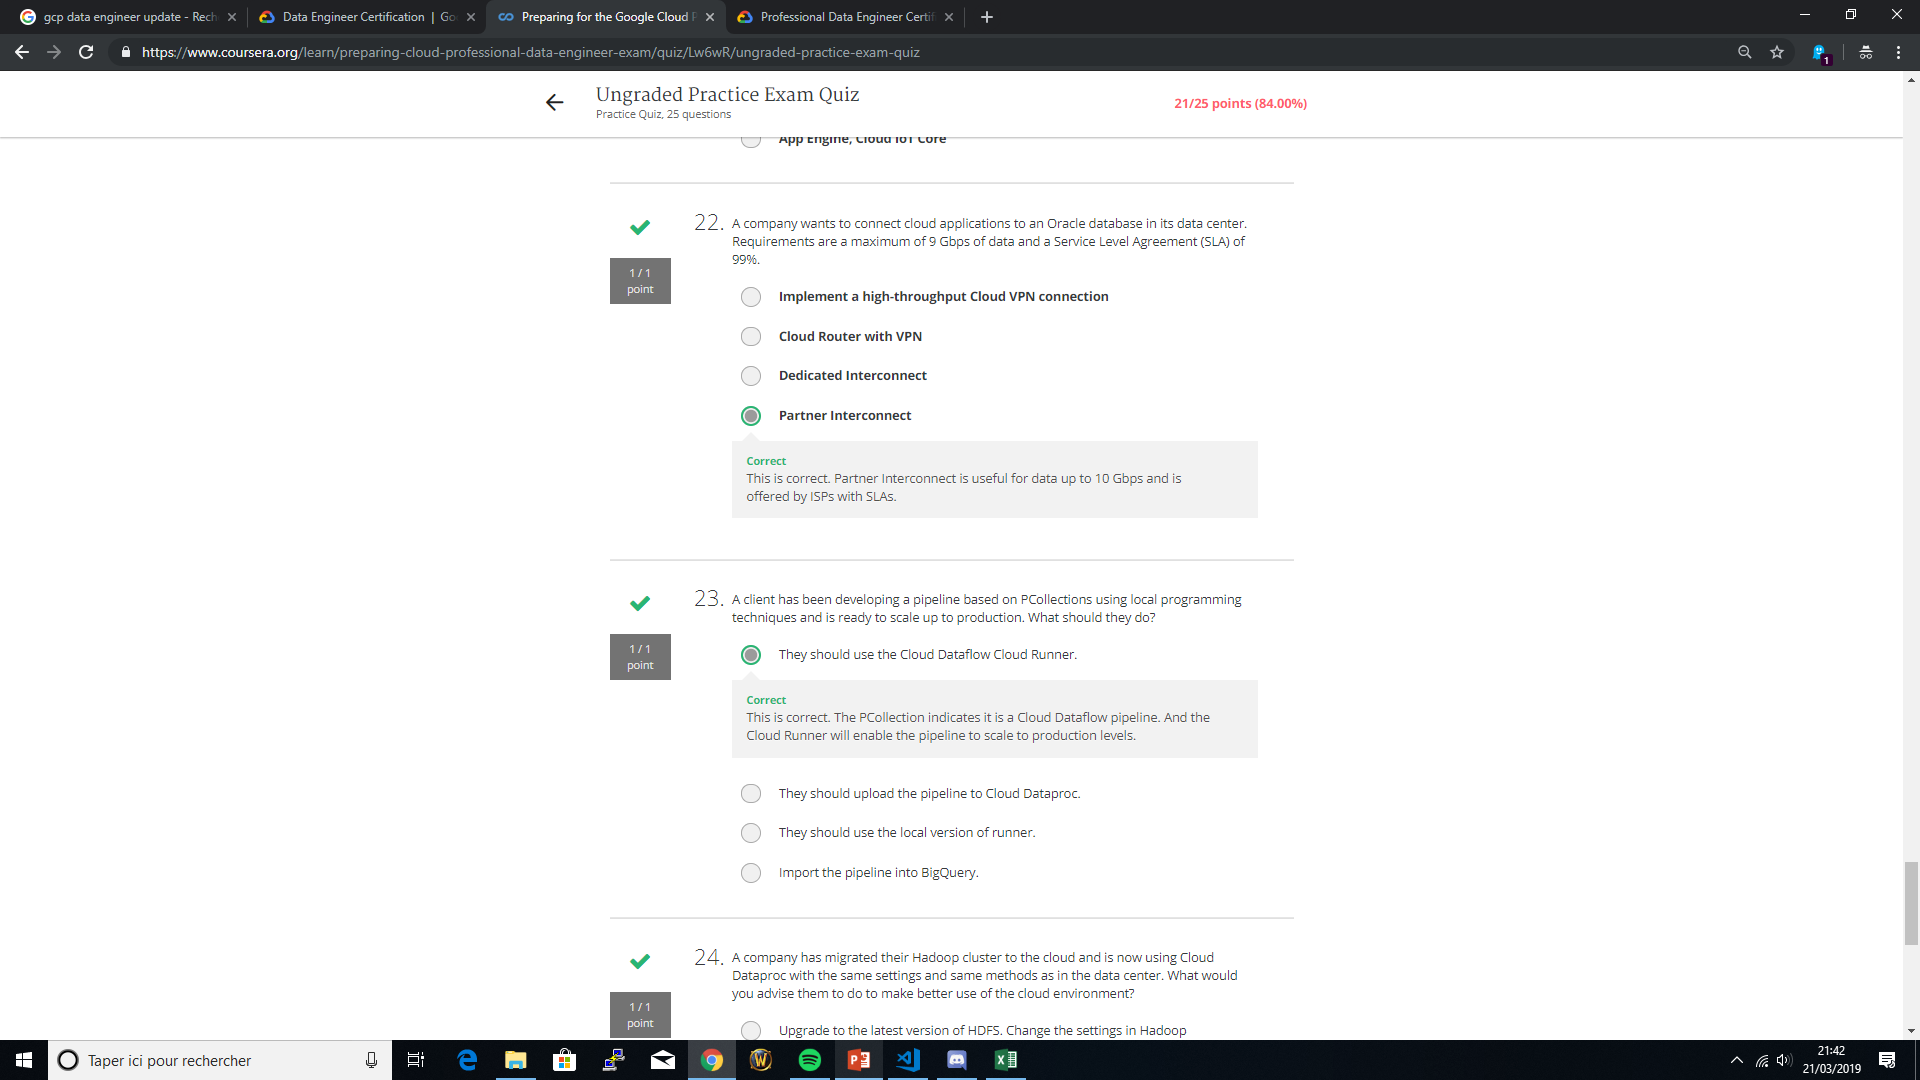 gcp data engineer update - Rech
Data Engineer Certification | Go
Preparing for the Google Cloud P
Professional Data Engineer Certifi
https://www.coursera.org/learn/preparing-cloud-professional-data-engineer-exam/quiz/Lw6wR/ungraded-practice-exam-quiz
1
Ungraded Practice Exam Quiz
Practice Quiz, 25 questions
21/25 points (84.00%)
App Engine, Cloud IoT Core
1 / 1
point
22. A company wants to connect cloud applications to an Oracle database in its data center.
Requirements are a maximum of 9 Gbps of data and a Service Level Agreement (SLA) of
99%.
Implement a high-throughput Cloud VPN connection
Cloud Router with VPN
Dedicated Interconnect
Partner Interconnect
Correct
This is correct. Partner Interconnect is useful for data up to 10 Gbps and is
offered by ISPs with SLAs.
1 / 1
point
23. A client has been developing a pipeline based on PCollections using local programming
techniques and is ready to scale up to production. What should they do?
They should use the Cloud Dataflow Cloud Runner.
Correct
This is correct. The PCollection indicates it is a Cloud Dataflow pipeline. And the
Cloud Runner will enable the pipeline to scale to production levels.
They should upload the pipeline to Cloud Dataproc.
They should use the local version of runner.
Import the pipeline into BigQuery.
1 / 1
point
24. A company has migrated their Hadoop cluster to the cloud and is now using Cloud
Dataproc with the same settings and same methods as in the data center. What would
you advise them to do to make better use of the cloud environment?
Upgrade to the latest version of HDFS. Change the settings in Hadoop
Taper ici pour rechercher
21:42
21/03/2019